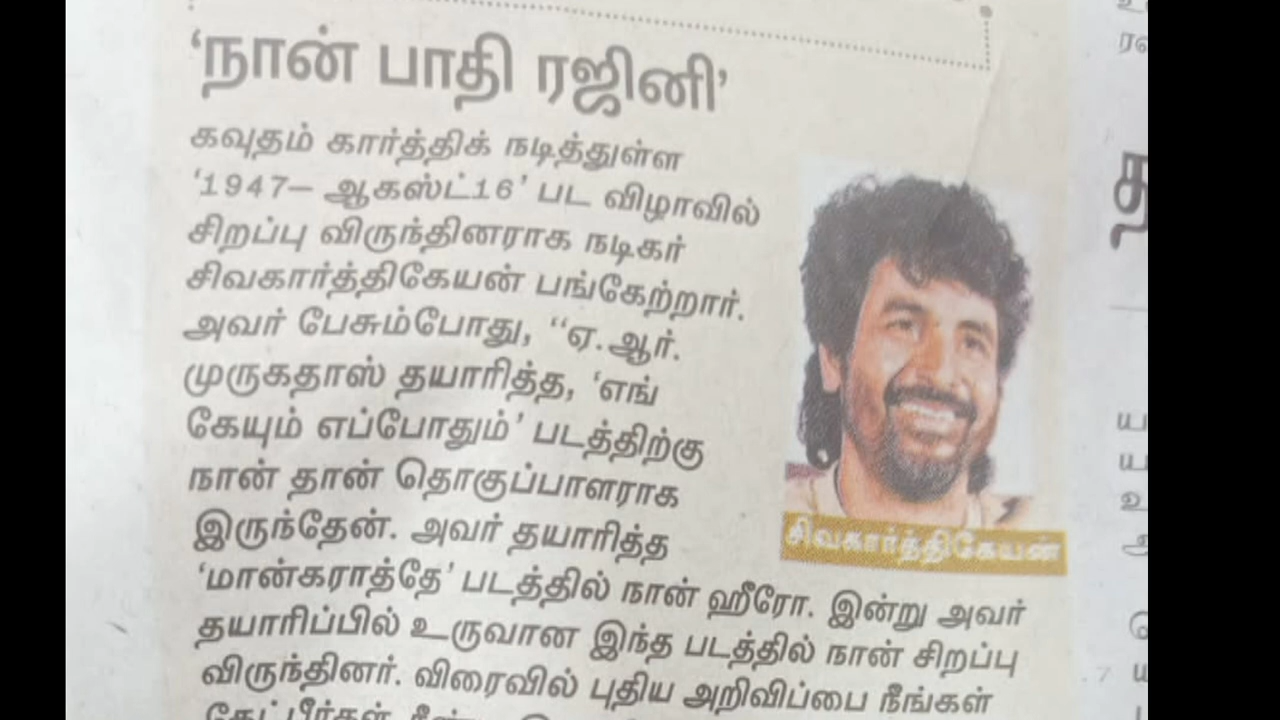 ‘நான் பாதி ரஜினி’
கவுதம் கார்த்திக் நடித்துள்ள
‘1947– ஆகஸ்ட்16’ பட விழாவில்
சிறப்பு விருந்தினராக நடிகர்
சிவகார்த்திகேயன் பங்கேற்றார்.
அவர் பேசும்போது, “ஏ.ஆர்.
முருகதாஸ் தயாரித்த, ‘எங்
கேயும் எப்போதும்’ படத்திற்கு
நான் தான் தொகுப்பாளராக
இருந்தேன். அவர் தயாரித்த
‘மான்கராத்தே’ படத்தில் நான் ஹீரோ. இன்று அவர்
தயாரிப்பில் உருவான இந்த படத்தில் நான் சிறப்பு
விருந்தினர். விரைவில் புதிய அறிவிப்பை நீங்கள்
சிவகார்த்திகேயன்